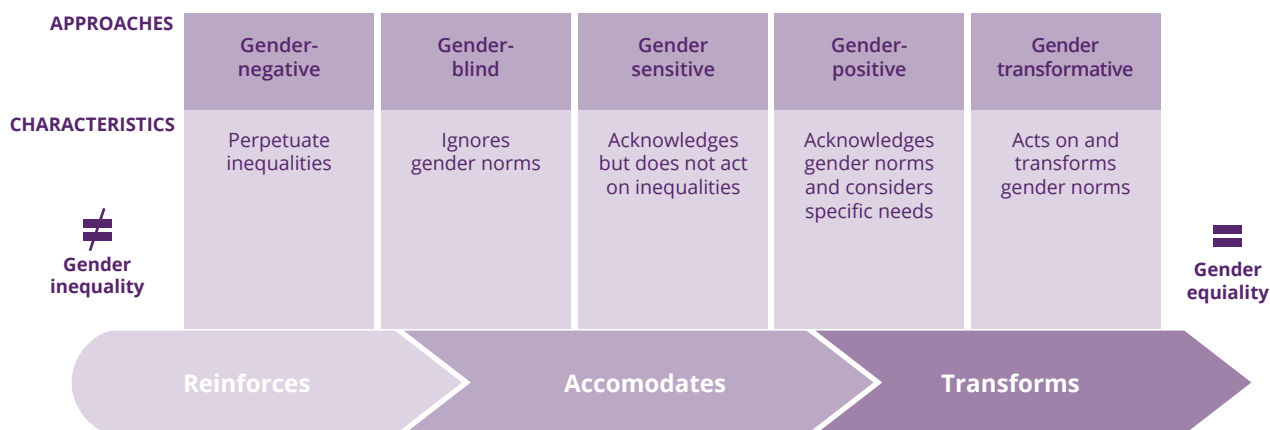 APPROACHES
Gender-
negative
Gender-
blind
Gender
sensitive
Gender-
positive
Gender
transformative
CHARACTERISTICS
Perpetuate
inequalities
Ignores
gender norms
Acknowledges
but does not act
on inequalities
Acknowledges
gender norms
and considers
specific needs
Acts on and
transforms
gender norms
≠
Gender
inequality
=
Gender
equiality
Reinforces
Accomodates
Transforms